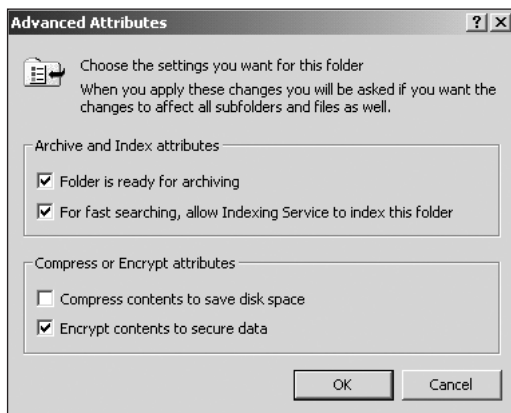 Advanced Attributes
Choose the settings you want for this folder
When you apply these changes you will be asked if you want the
changes to affect all subfolders and files as well.
Archive and Index attributes
Folder is ready for archiving
For fast searching, allow Indexing Service to index this folder
Compress or Encrypt attributes
Compress contents to save disk space
Encrypt contents to secure data
OK Cancel